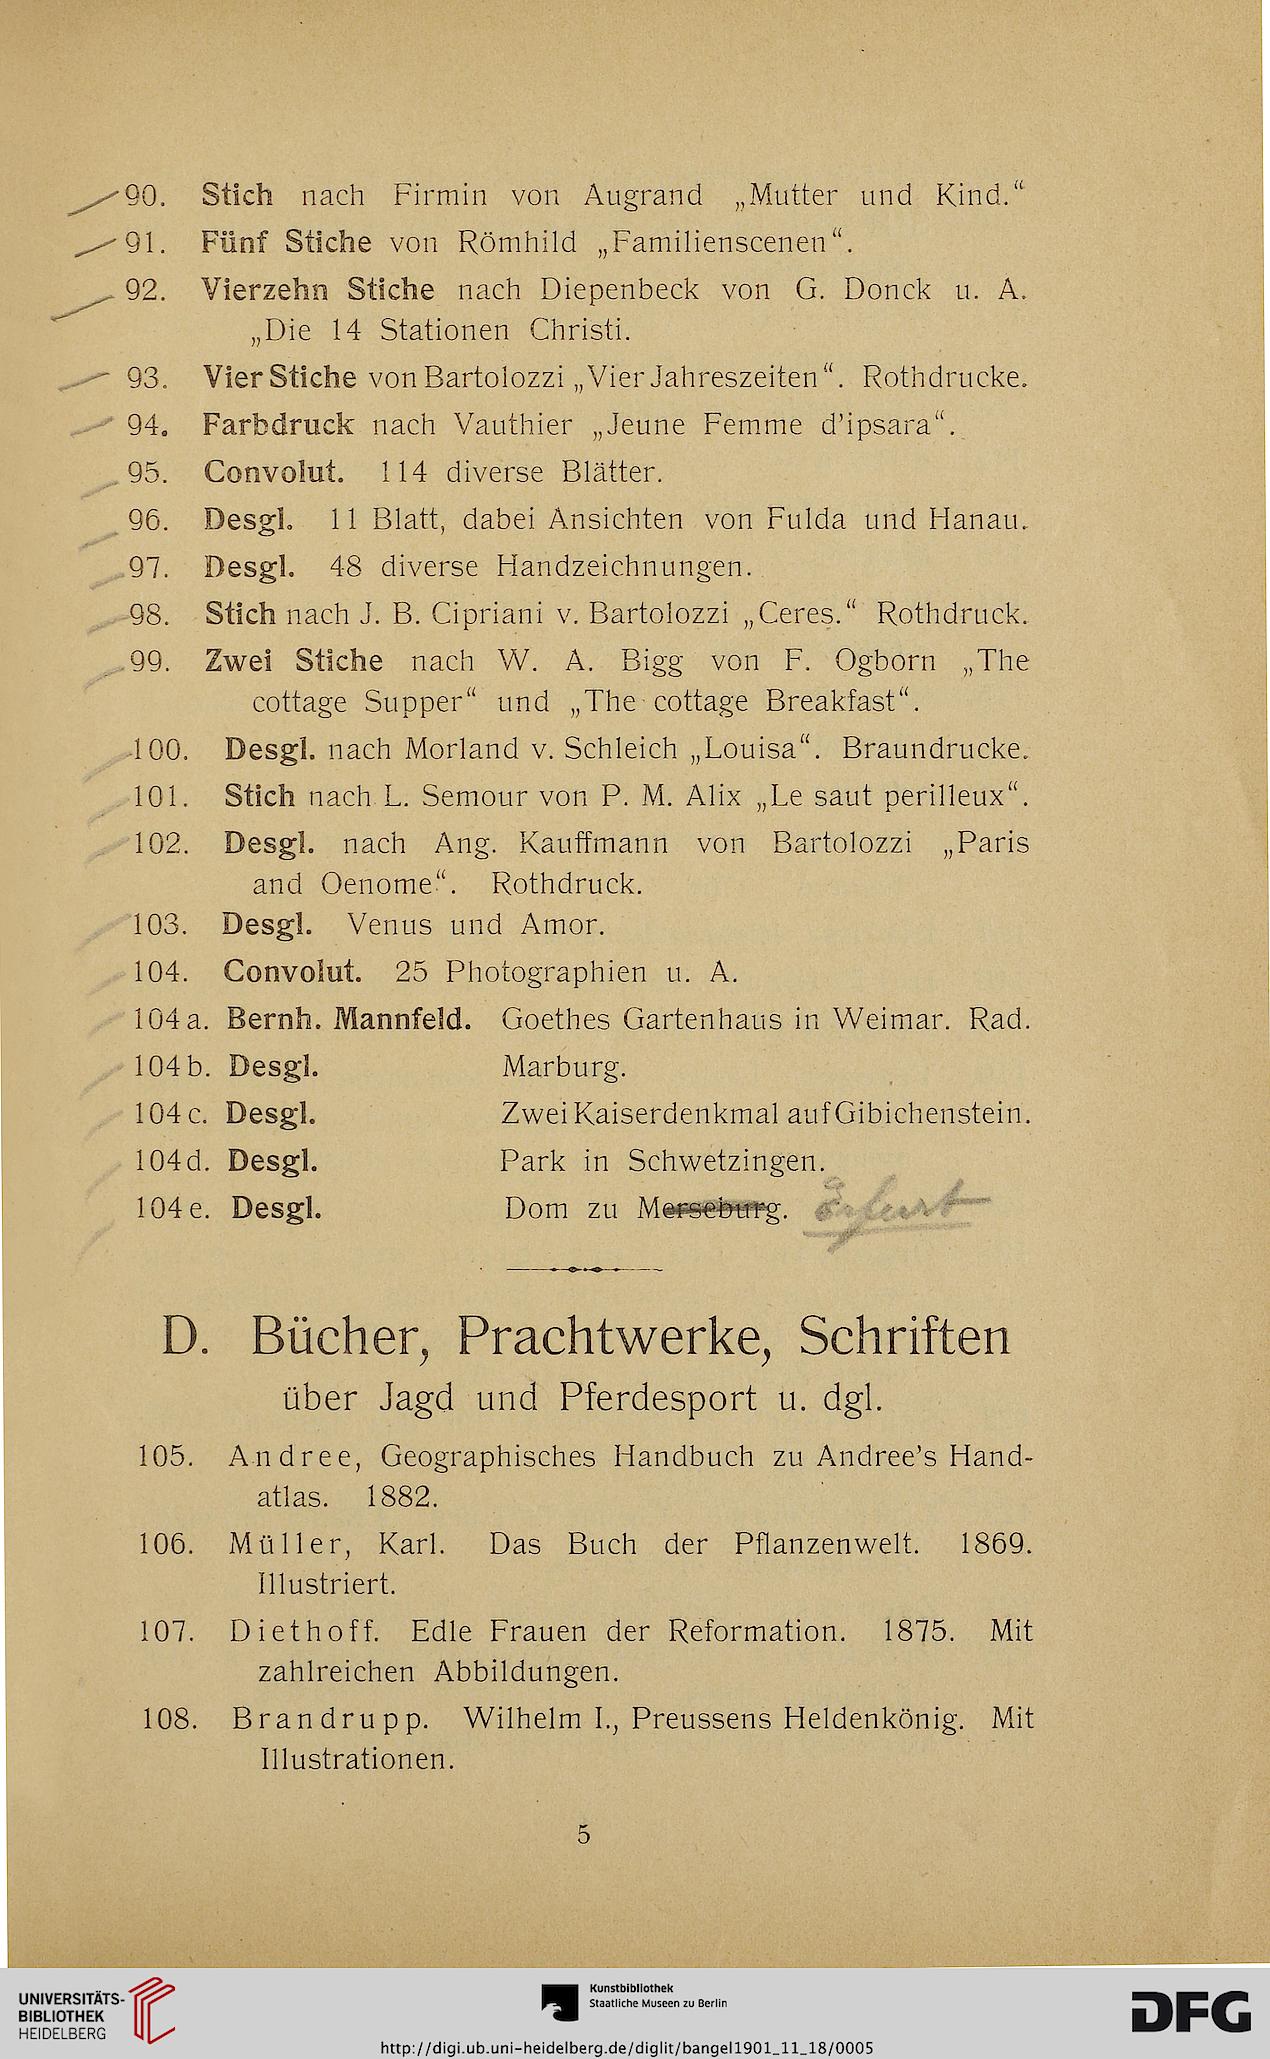 90. Stich nach Firmin von Augrand „Mutter und Kind.“
91. Fünf Stiche von Römhild „Familienscenen“.
92. Vierzehn Stiche nach Diepenbeck von G. Donck u. A.
„Die 14 Stationen Christi.
93. Vier Stiche von Bartolozzi „Vier Jahreszeiten“. Rothdrucke.
94. Farbdruck nach Vauthier „Jeune Femme d'ipsara“.
95. Convolut. 114 diverse Blätter.
96. Desgl. 11 Blatt, dabei Ansichten von Fulda und Hanau.
97. Desgl. 48 diverse Handzeichnungen.
98. Stich nach J. B. Cipriani v. Bartolozzi „Ceres.“ Rothdruck.
99. Zwei Stiche nach W. A. Bigg von F. Ogborn „The
cottage Supper“ und „The cottage Breakfast“.
100. Desgl. nach Morland v. Schleich „Louisa“. Braundrucke.
101. Stich nach L. Semour von P. M. Alix „Le saut perilleux“.
102. Desgl. nach Ang. Kauffmann von Bartolozzi „Paris
and Oenome“. Rothdruck.
103. Desgl. Venus und Amor.
104. Convolut. 25 Photographien u. A.
104a. Bernh. Mannfeld. Goethes Gartenhaus in Weimar. Rad.
104b. Desgl. Marburg.
104c. Desgl. Zwei Kaiserdenkmal auf Gibichenstein.
104d. Desgl. Park in Schwetzingen.
104e. Desgl. Dom zu Merseburg. Erfurt
D. Bücher, Prachtwerke, Schriften
über Jagd und Pferdesport u. dgl.
105. Andree, Geographisches Handbuch zu Andree's Hand-
atlas. 1882.
106. Müller, Karl. Das Buch der Pflanzenwelt. 1869.
Illustriert.
107. Diethoff. Edle Frauen der Reformation. 1875. Mit
zahlreichen Abbildungen.
108. Brandrupp. Wilhelm I., Preussens Heldenkönig. Mit
Illustrationen.
5
UNIVERSITÄTS-
BIBLIOTHEK
HEIDELBERG
Kunstbibliothek
Staatliche Museen zu Berlin
DFG
http://digi.ub.uni-heidelberg.de/diglit/bangel1901_11_18/0005